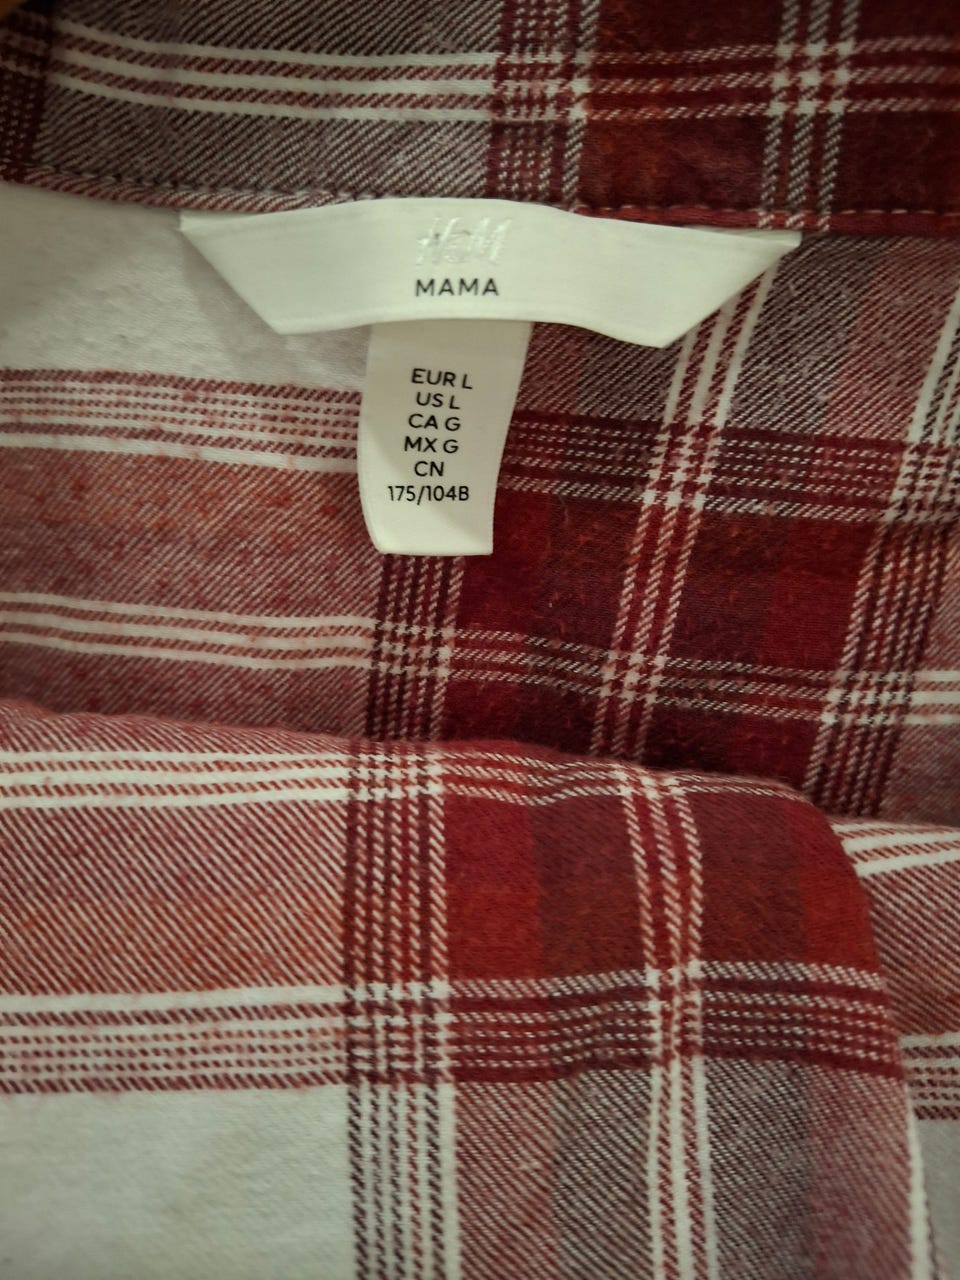 H&M
MAMA
EUR L
US L
CA G
MX G
CN
175/104B